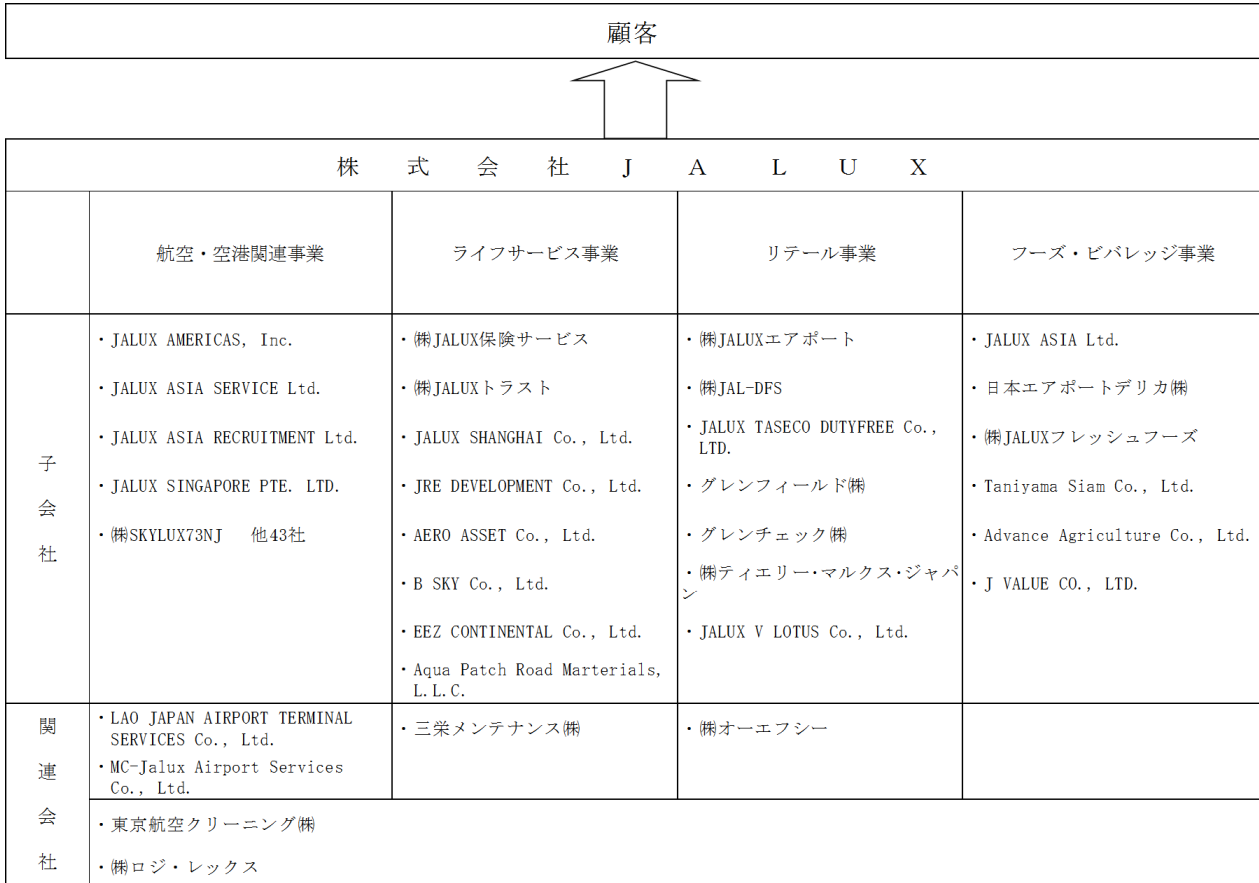 顧客
株式会社JALUX
航空・空港関連事業
ライフサービス事業
リテール事業
フーズ・ビバレッジ事業
子会社
・JALUX AMERICAS, Inc.
・JALUX ASIA SERVICE Ltd.
・JALUX ASIA RECRUITMENT Ltd.
・JALUX SINGAPORE PTE. LTD.
・㈱SKYLUX73NJ　他43社
・㈱JALUX保険サービス
・㈱JALUXトラスト
・JALUX SHANGHAI Co., Ltd.
・JRE DEVELOPMENT Co., Ltd.
・AERO ASSET Co., Ltd.
・B SKY Co., Ltd.
・EEZ CONTINENTAL Co., Ltd.
・Aqua Patch Road Marterials,
L.L.C.
・㈱JALUXエアポート
・㈱JAL-DFS
・JALUX TASECO DUTYFREE Co.,
LTD.
・グレンフィールド㈱
・グレンチェック㈱
・㈱ティエリー・マルクス・ジャパ
ン
・JALUX V LOTUS Co., Ltd.
・JALUX ASIA Ltd.
・日本エアポートデリカ㈱
・㈱JALUXフレッシュフーズ
・Taniyama Siam Co., Ltd.
・Advance Agriculture Co., Ltd.
・J VALUE CO., LTD.
関連会社
・LAO JAPAN AIRPORT TERMINAL
SERVICES Co., Ltd.
・MC-Jalux Airport Services
Co., Ltd.
・三栄メンテナンス㈱
・㈱オーエフシー
・東京航空クリーニング㈱
・㈱ロジ・レックス